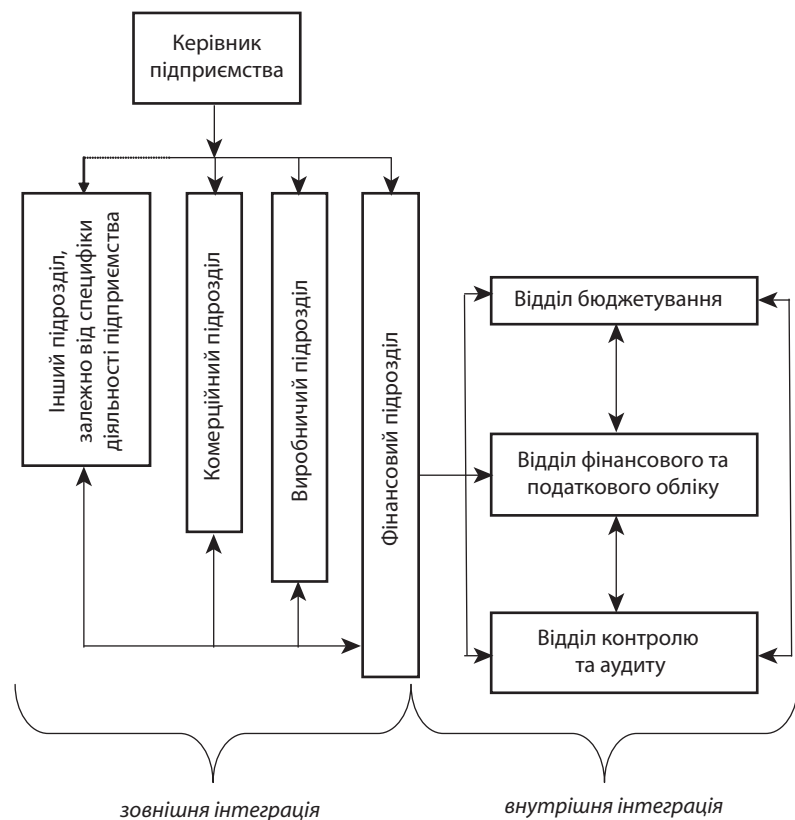 Керівник
підприємства
Інший підрозділ,
залежно від специфіки
діяльності підприємства
Комерційний підрозділ
Виробничий підрозділ
Фінансовий підрозділ
Відділ бюджетування
Відділ фінансового та
податкового обліку
Відділ контролю
та аудиту
зовнішня інтеграція
внутрішня інтеграція